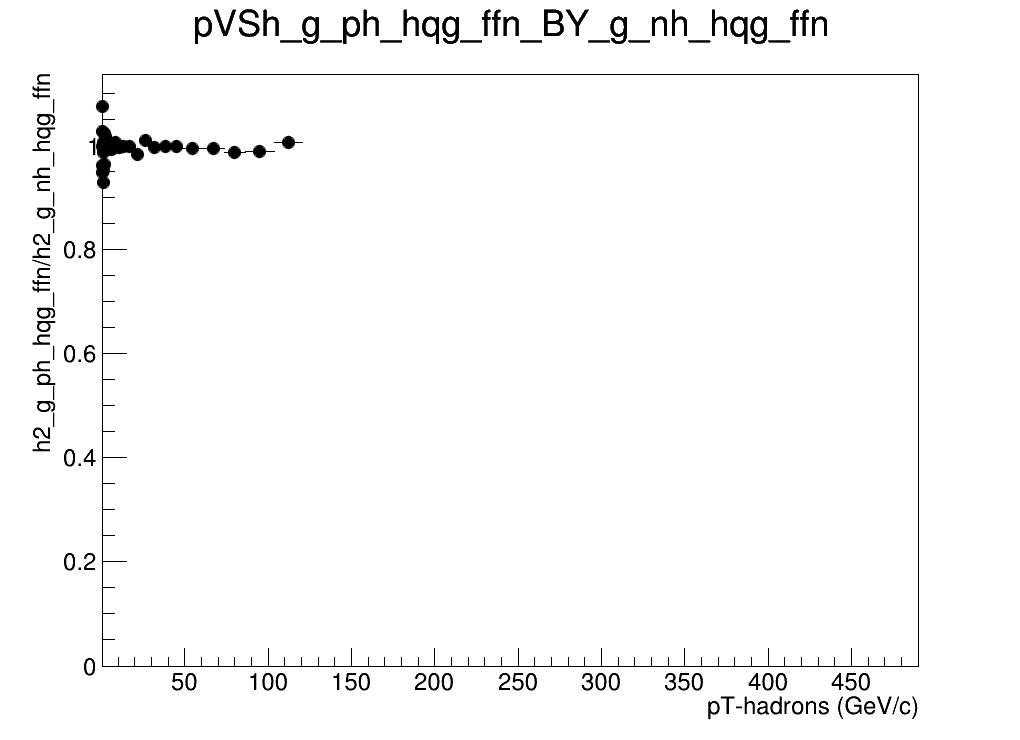 pVSh_g_ph_hqg_ffn_BY_g_nh_hqg_ffn
h2_g_ph_hqg_ffn/h2_g_nh_hqg_ffn
1
0.8
0.6
0.4
0.2
0
50 100 150 200 250 300 350 400 450
pT-hadrons (GeV/c)